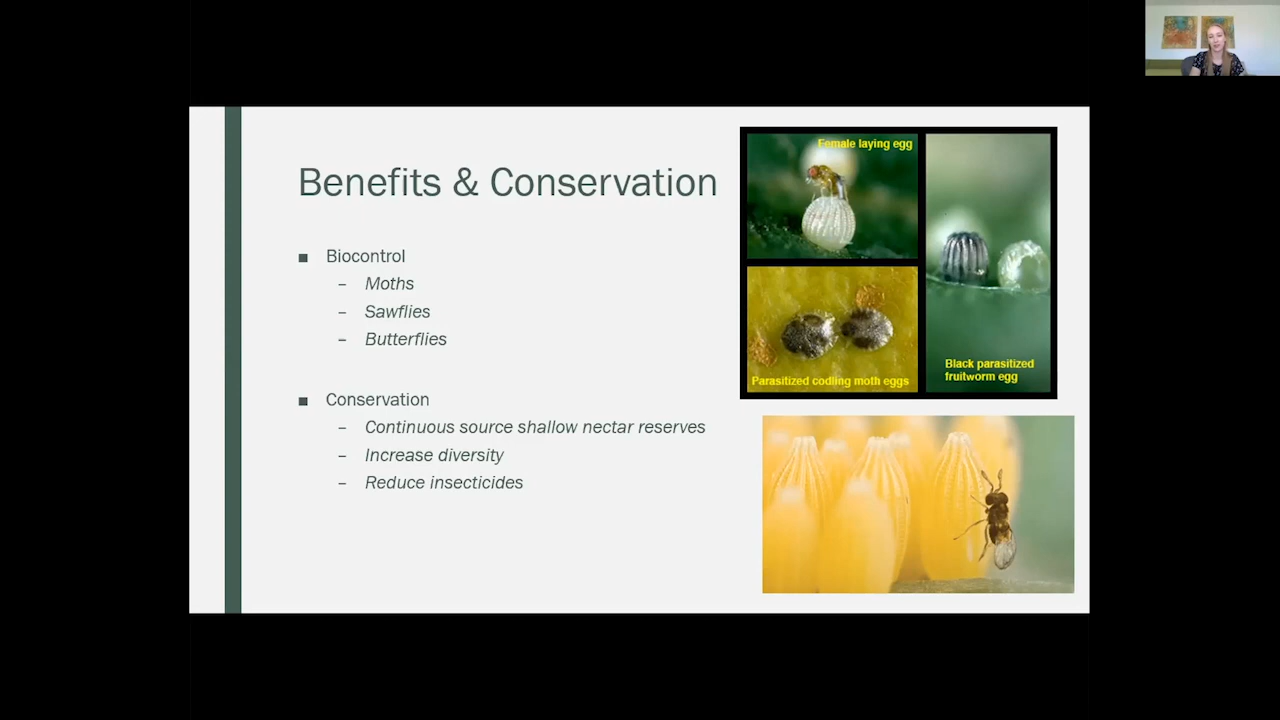 Benefits & Conservation
Biocontrol
– Moths
– Sawflies
– Butterflies
Conservation
– Continuous source shallow nectar reserves
– Increase diversity
– Reduce insecticides
Female laying egg
Parasitized codling moth eggs
Black parasitized
fruitworm egg